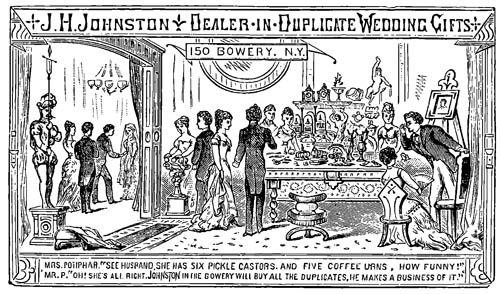 J.H.JOHNSTON DEALER·IN·DUPLICATE WEDDING GIFTS.
150 BOWERY. N.Y.
MRS. POTIPHAR. "SEE HUSBAND, SHE HAS SIX PICKLE CASTORS. AND FIVE COFFEE URNS, HOW FUNNY!"
MR. P. "OH! SHE'S ALL RIGHT. JOHNSTON IN THE BOWERY WILL BUY ALL THE DUPLICATES, HE MAKES A BUSINESS OF IT."